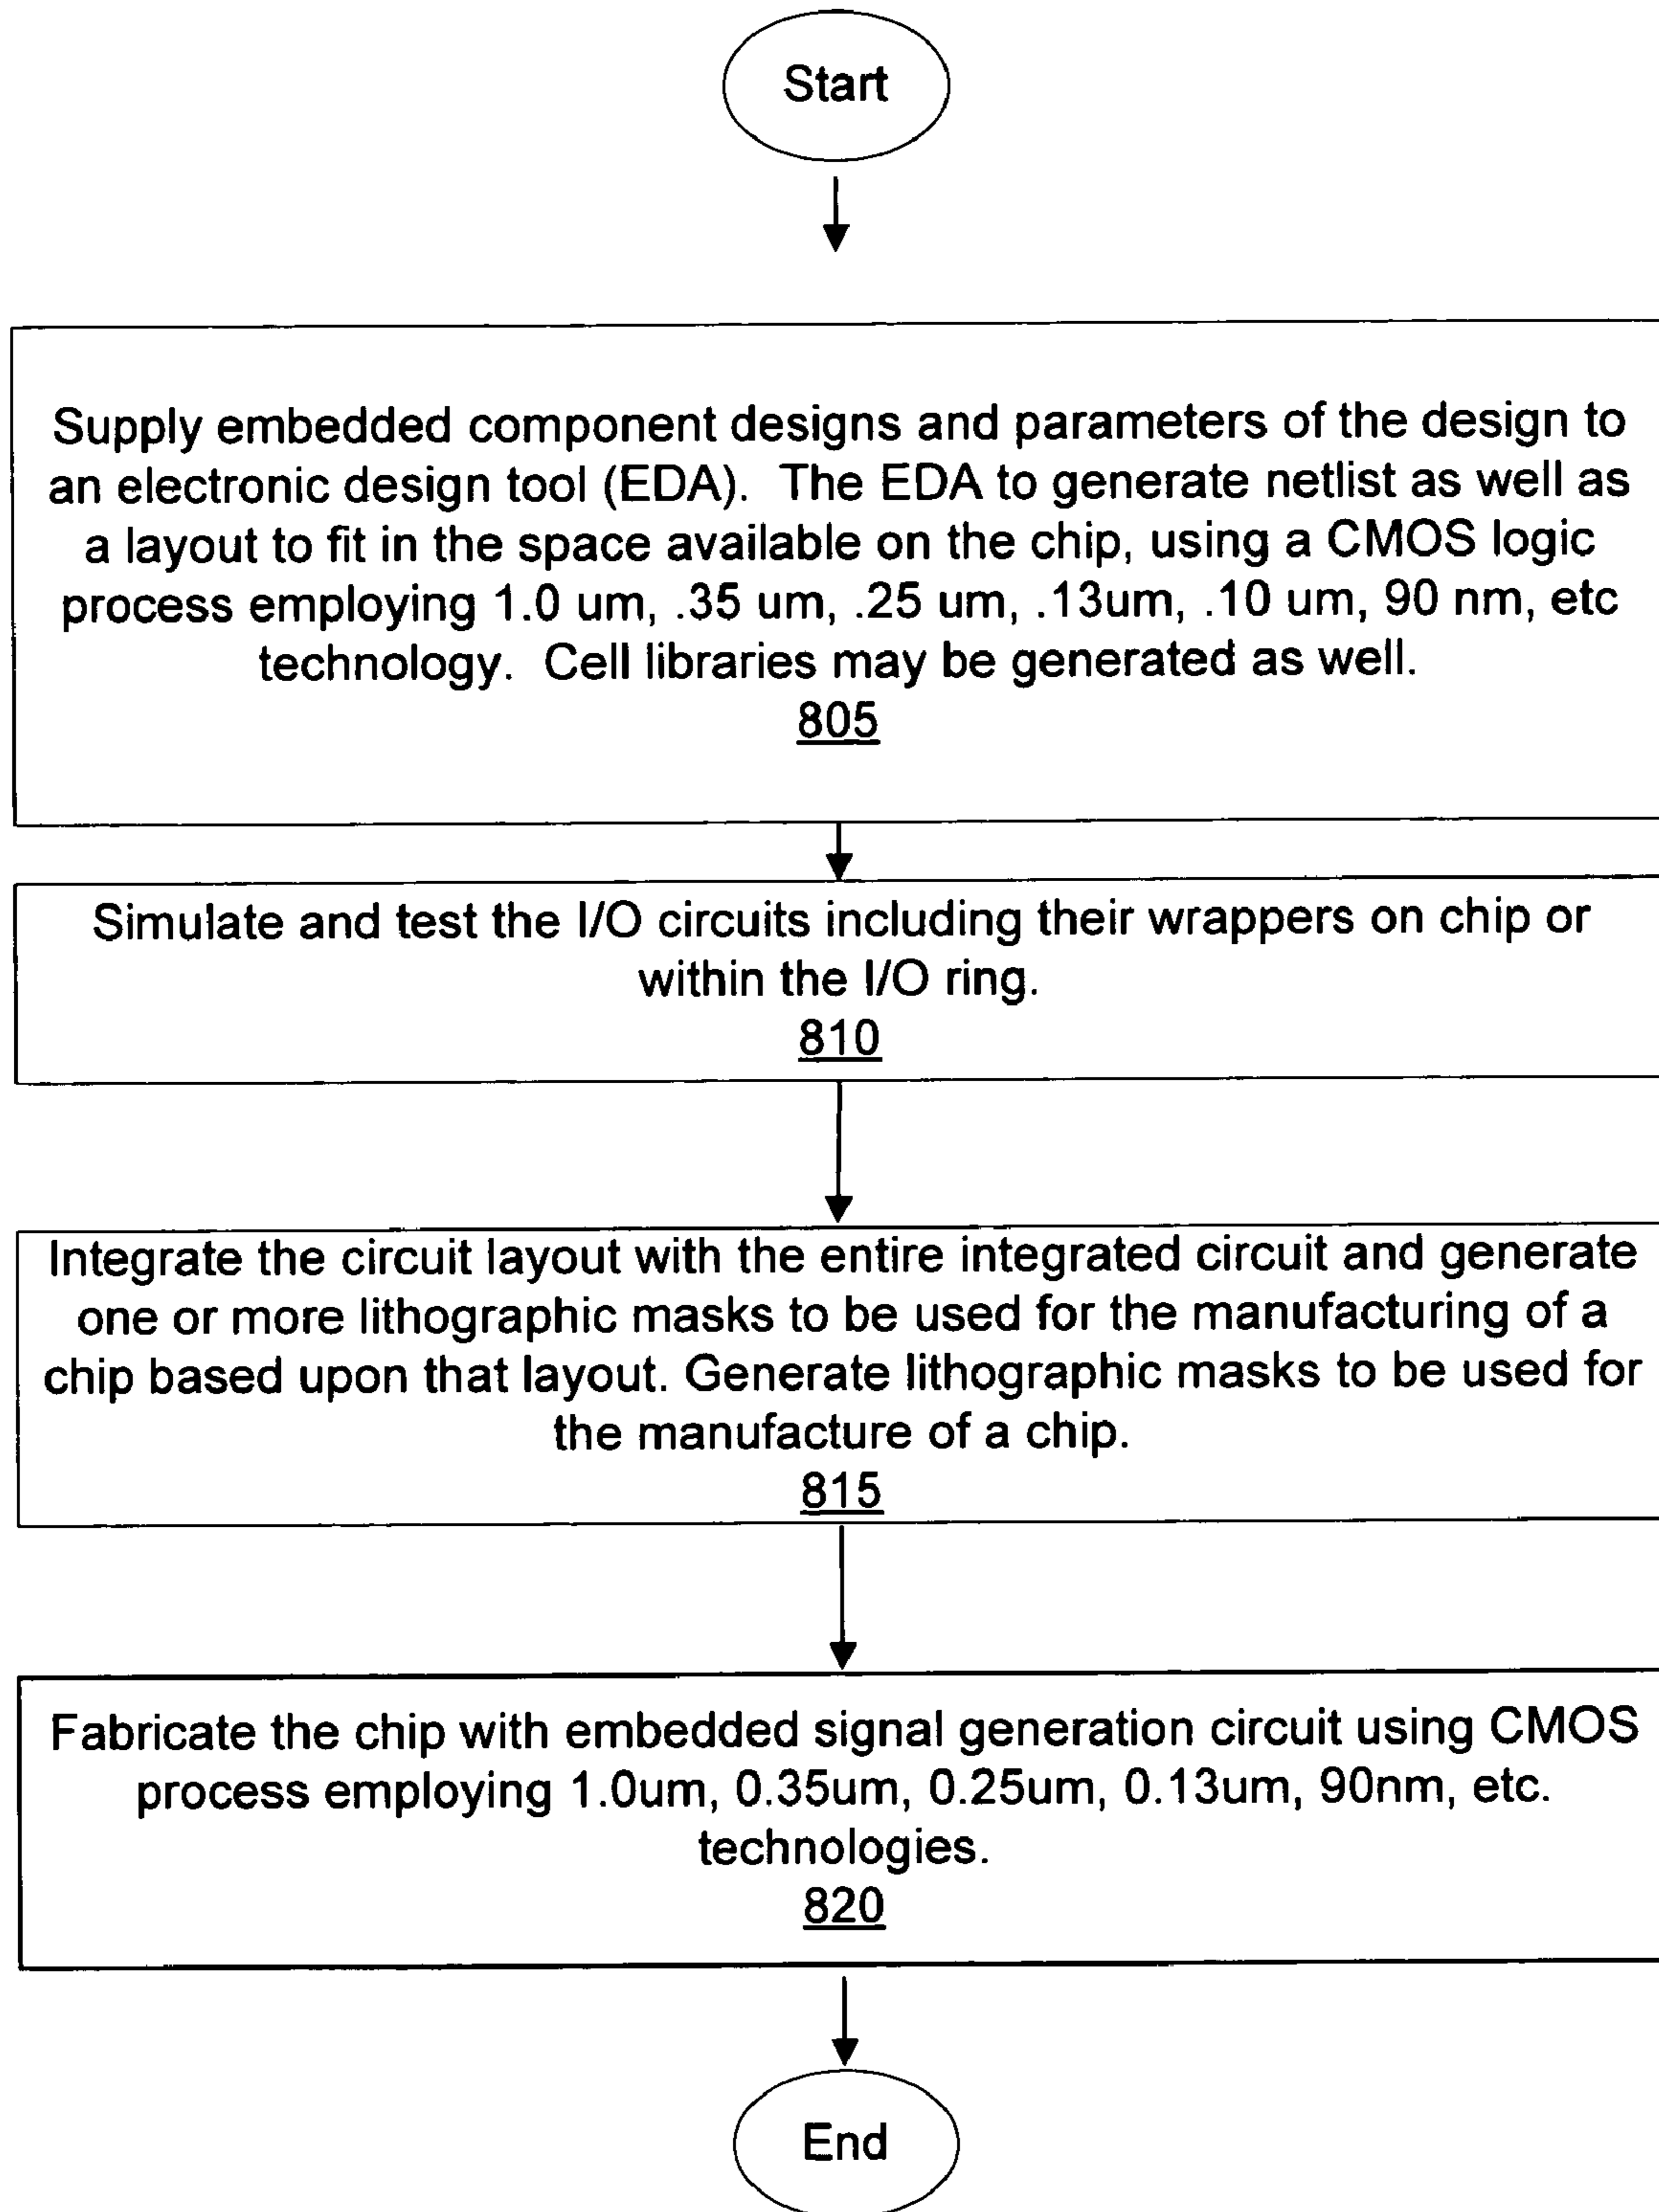 Start
Supply embedded component designs and parameters of the design to
an electronic design tool (EDA).  The EDA to generate netlist as well as
a layout to fit in the space available on the chip, using a CMOS logic
process employing 1.0 um, .35 um, .25 um, .13um, .10 um, 90 nm, etc
technology.  Cell libraries may be generated as well.
805
Simulate and test the I/O circuits including their wrappers on chip or
within the I/O ring.
810
Integrate the circuit layout with the entire integrated circuit and generate
one or more lithographic masks to be used for the manufacturing of a
chip based upon that layout. Generate lithographic masks to be used for
the manufacture of a chip.
815
Fabricate the chip with embedded signal generation circuit using CMOS
process employing 1.0um, 0.35um, 0.25um, 0.13um, 90nm, etc.
technologies.
820
End